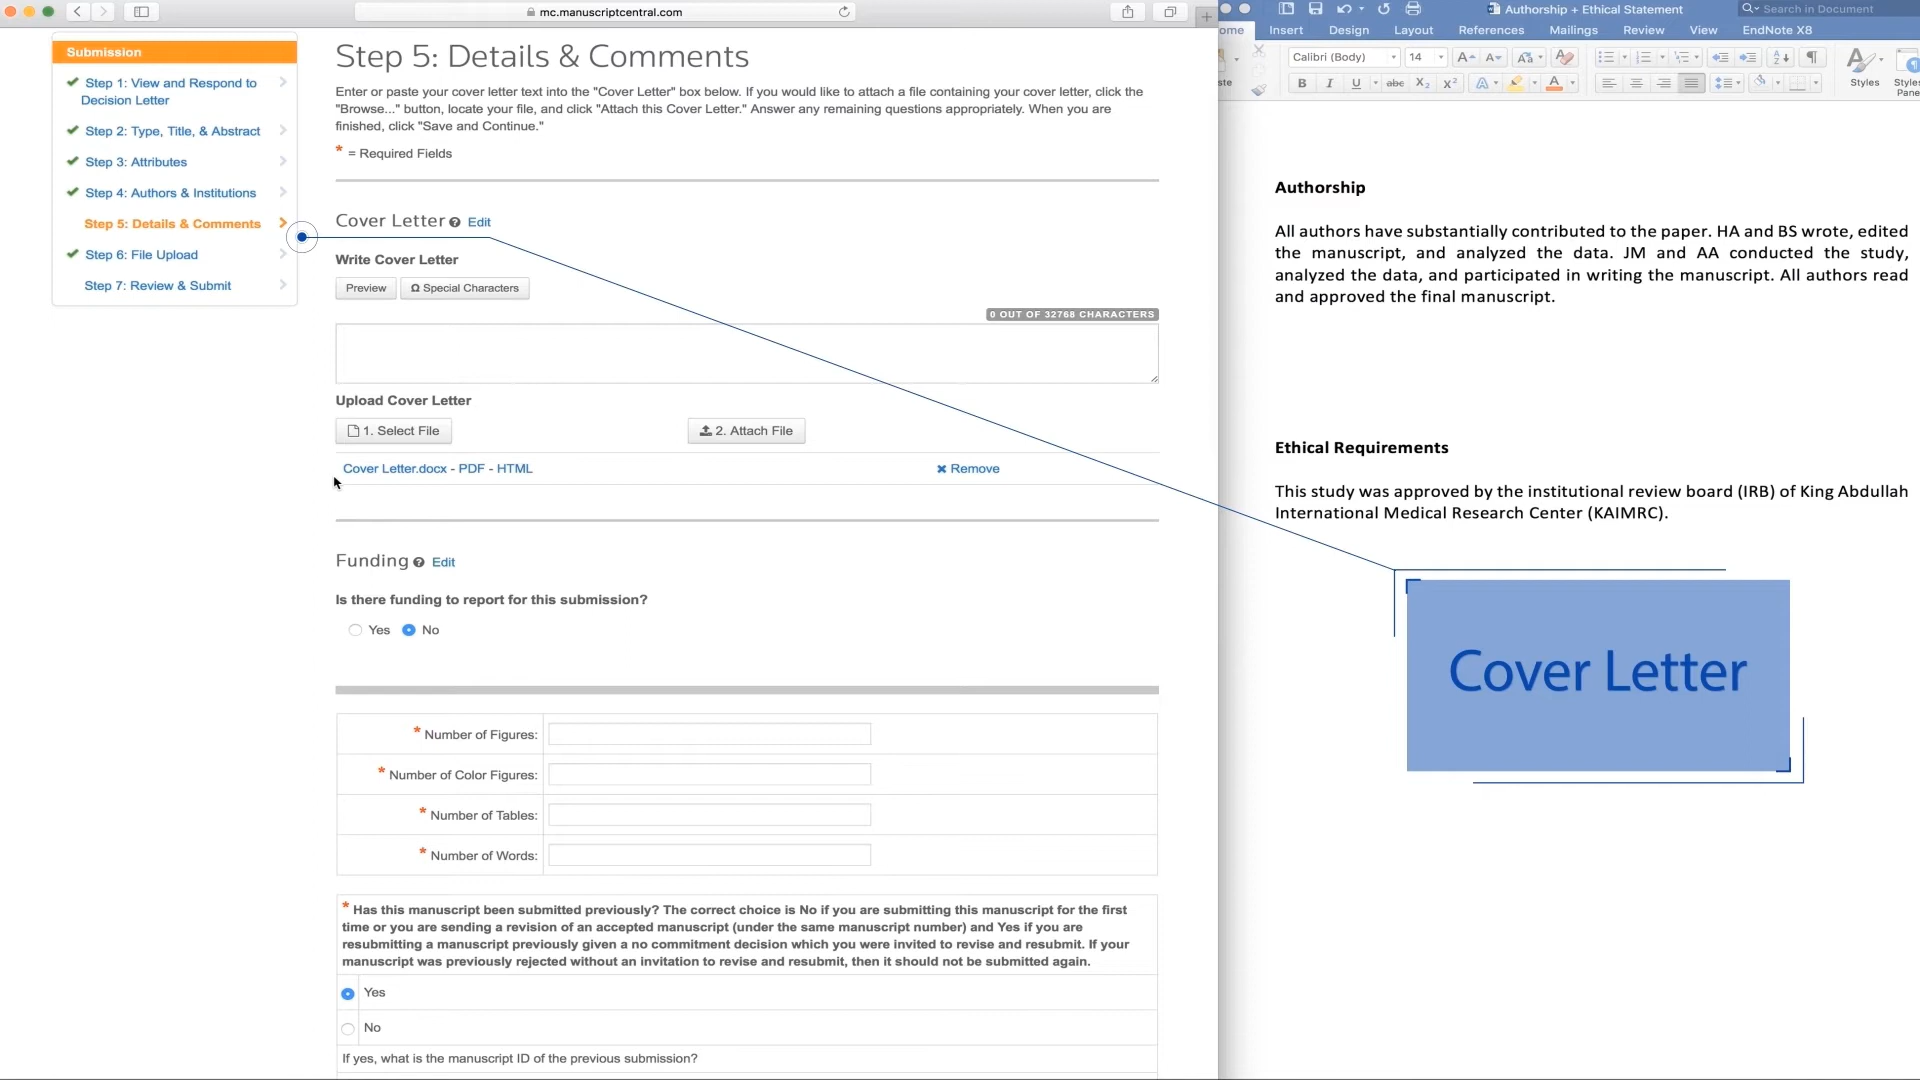 mc.manuscriptcentral.com
Submission
Step 1: View and Respond to
Decision Letter
Step 2: Type, Title, & Abstract
Step 3: Attributes
Step 4: Authors & Institutions
Step 5: Details & Comments
Step 6: File Upload
Step 7: Review & Submit
Step 5: Details & Comments
Enter or paste your cover letter text into the "Cover Letter" box below. If you would like to attach a file containing your cover letter, click the
"Browse..." button, locate your file, and click "Attach this Cover Letter." Answer any remaining questions appropriately. When you are
finished, click "Save and Continue."
* = Required Fields
Cover Letter Edit
Write Cover Letter
Preview Ω Special Characters
0 OUT OF 32768 CHARACTERS
Upload Cover Letter
1. Select File 2. Attach File
Cover Letter.docx - PDF - HTML Remove
Funding Edit
Is there funding to report for this submission?
Yes No
* Number of Figures:
* Number of Color Figures:
* Number of Tables:
* Number of Words:
* Has this manuscript been submitted previously? The correct choice is No if you are submitting this manuscript for the first
time or you are sending a revision of an accepted manuscript (under the same manuscript number) and Yes if you are
resubmitting a manuscript previously given a no commitment decision which you were invited to revise and resubmit. If your
manuscript was previously rejected without an invitation to revise and resubmit, then it should not be submitted again.
Yes
No
If yes, what is the manuscript ID of the previous submission?
Authorship + Ethical Statement Search in Document
ome Insert Design Layout References Mailings Review View EndNote X8
Calibri (Body) 14
ste B I U abc X₂ X² A A Styles Styles
Pane
Authorship
All authors have substantially contributed to the paper. HA and BS wrote, edited
the manuscript, and analyzed the data. JM and AA conducted the study,
analyzed the data, and participated in writing the manuscript. All authors read
and approved the final manuscript.
Ethical Requirements
This study was approved by the institutional review board (IRB) of King Abdullah
International Medical Research Center (KAIMRC).
Cover Letter